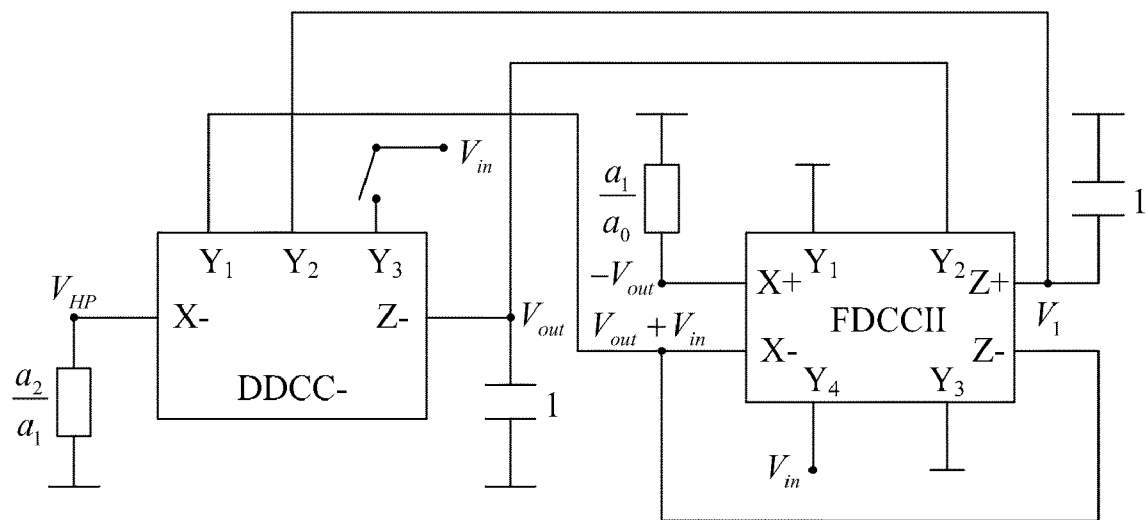 V_in
Y_1 Y_2 Y_3
V_HP
X- Z-
V_out
DDCC-
a_2/a_1
1
a_1/a_0
-V_out
V_out + V_in
Y_1 Y_2
X+ Z+
FDCCII
X- Z-
Y_4 Y_3
V_1
1
V_in